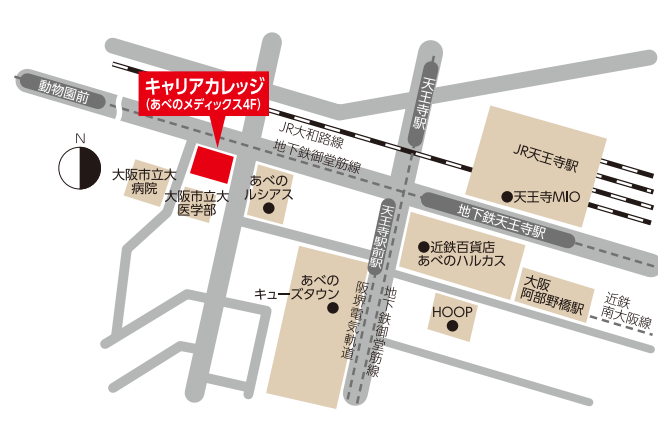 動物園前
キャリアカレッジ
(あべのメディックス4F)
天王寺駅
N
JR大和路線
地下鉄御堂筋線
JR天王寺駅
大阪市立大
病院
大阪市立大
医学部
あべの
ルシアス
天王寺MIO
地下鉄天王寺駅
天王寺駅前駅
近鉄百貨店
あべのハルカス
あべの
キューズタウン
阪堺電気軌道
地下鉄御堂筋線
HOOP
大阪
阿部野橋駅
近鉄
南大阪線